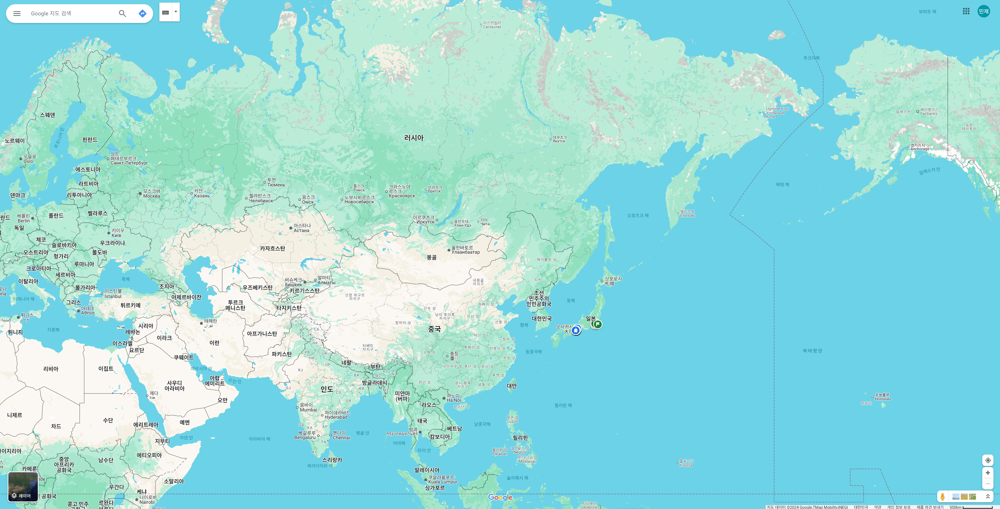 Google 지도 검색
민재
보퍼트 해
사스카일라
Саскылах
추크치해
Ugolnye Kopi
Угольные
Копи
알래스카
페어뱅크스
Fairbanks
유콘
테리토리
스웨덴
보트니아 만
노르웨이
핀란드
러시아
야쿠츠크
Якутск
앵커리지
Anchorage
오슬로
Oslo
상트
페테르부르크
Санкт-Петербург
에스토니아
알래스카 만
라트비아
투먼
Тюмень
톰스크
Томск
크라스노야
르스크
Красноярск
브라츠크
Братск
베링 해
덴마크
리투아니아
모스크바
Москва
카잔
Казань
첼랴빈스크
Челябинск
옴스크
Омск
노보시비르스크
Новосибирск
란드
베를린
Berlin
폴란드
벨라루스
이르쿠츠크
Иркутск
울란우데
Улан-Удэ
치타
Чита
오호츠크 해
옐리조보
Елизово
독일
키이우
Київ
아스타나
Астана
체코
슬로바키아
우크라이나
오스트리아
헝가리
몰도바
카자흐스탄
울란바토르
Улаанбаатар
몽골
헤이룽장 성
루마니아
크로아티아
세르비아
이탈리아
흑해
비슈케크
Бишкек
알마티
Алматы
내몽골
자치구
지린
삿포로시
札幌
불가리아
이스탄불
İstanbul
조지아
우즈베키스탄
키르기스스탄
티레니아 해
그리스
아제르바이잔
신장 위구르
자치구
조선
민주주의
인민공화국
동해
튀르키예
투르크
메니스탄
타지키스탄
간쑤 성
허베이 성
아테네
Αθήνα
튀니스
تونس
테헤란
تهران
칭하이 성
닝샤 후이족
자치구
산시 성
산둥 성
대한민국
일본
황해
오사카시
튀니지
지중해
시리아
레바논
이라크
아프가니스탄
LA
JK
중국
허난 성
이스라엘
요르단
이란
HP
티베트
자치구
장쑤 성
쿠웨이트
파키스탄
PB
UK
HR
쓰촨 성
충칭
重庆
후베이 성
안후이 성
저장 성
동중국해
북태평양
리비아
이집트
페르시아 만
UP
네팔
부탄
AR
구이저우 성
후난 성
장시 성
RJ
BR
AS
ML
NL
푸젠 성
사우디
아라비아
아랍
에미리트
오만 만
GJ
인도
JH
WB
방글라데시
MZ
윈난 성
광시 좡족
자치구
광둥 성
대만
제다
جدة
오만
CG
OR
미얀마
(버마)
하노이
Hà Nội
라오스
하이난 성
필리핀 해
호놀룰루
Honolulu
하와이
니제르
차드
수단
에리트레아
예멘
뭄바이
Mumbai
하이데라바드
Hyderabad
태국
루손 섬
Luzon
남중국해
GA
KA
AP
벵갈루루
Bengaluru
첸나이
Chennai
벵골 만
방콕
กรุงเทพมหานคร
베트남
캄보디아
아덴 만
지부티
아라비아 해
TN
버마해
타이 만
필리핀
아이지리아
에티오피아
KL
팔라완 섬
Palawan
네그로스 섬
Negros
중앙
아프리카
공화국
남수단
스리랑카
래카다이브 해
민다나오 섬
Mindanao
콜로니아
Kolonia
카메룬
말레이시아
쿠알라룸푸르
Kuala Lumpur
싱가포르
술라웨시 해
소말리아
우간다
케냐
나이로비
Nairobi
레이어
공화국
콩고 민주
르완다
자야푸라
Jayapura
Google
지도 데이터 ©2024 Google,TMap Mobility,INEGI 대한민국 약관 개인 정보 보호 제품 의견 보내기 500km